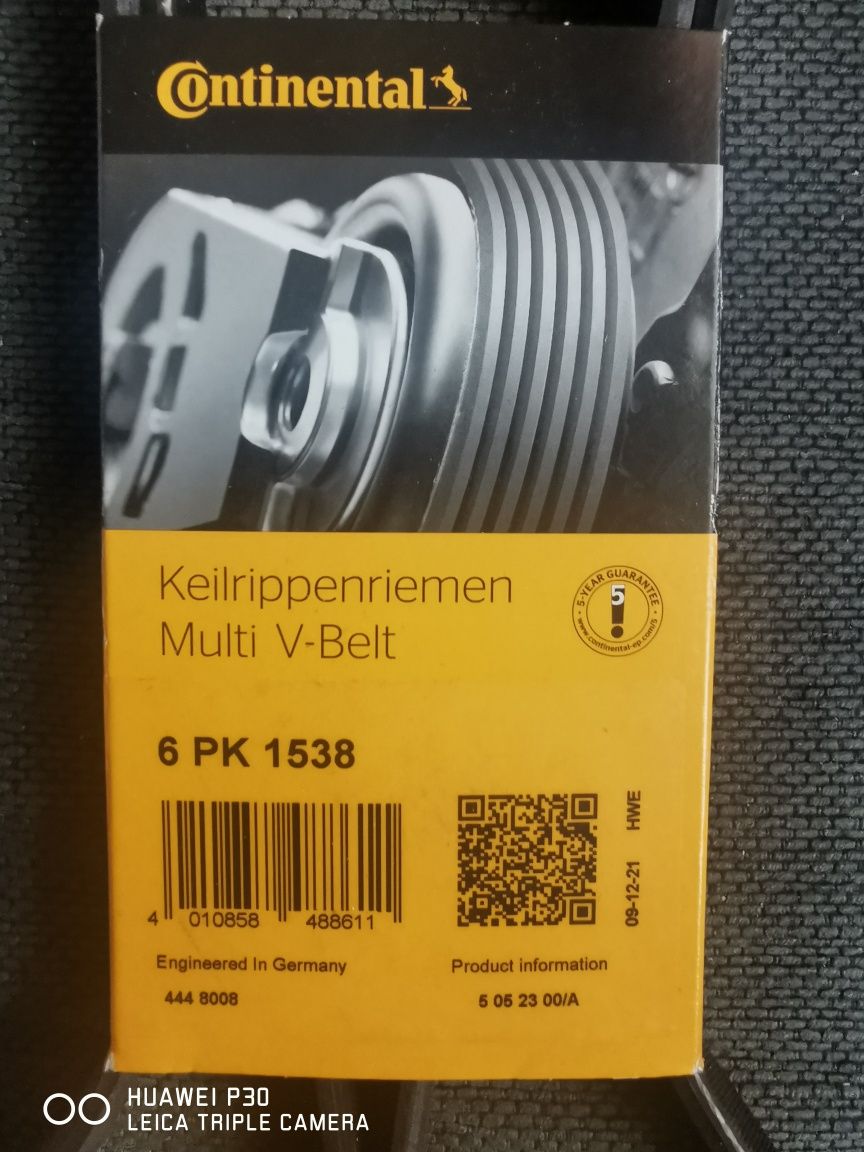 Continental
Keilrippenriemen
Multi V-Belt
5-YEAR GUARANTEE
5
www.continental-ep.com/5
6 PK 1538
4 010858 488611
09-12-21 HWE
Engineered In Germany
Product information
444 8008
5 05 23 00/A
HUAWEI P30
LEICA TRIPLE CAMERA